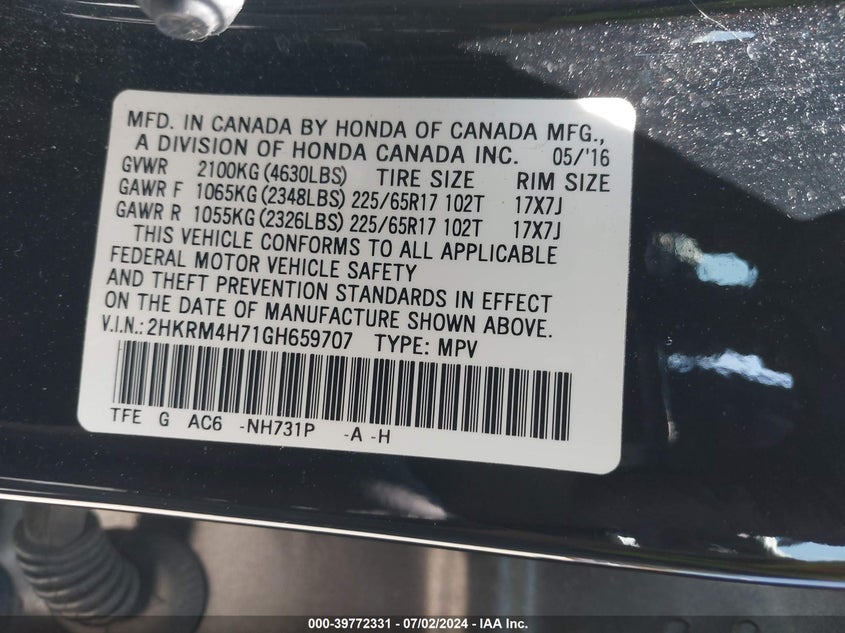 MFD. IN CANADA BY HONDA OF CANADA MFG.,
A DIVISION OF HONDA CANADA INC. 05/'16
GVWR 2100KG (4630LBS) TIRE SIZE RIM SIZE
GAWR F 1065KG (2348LBS) 225/65R17 102T 17X7J
GAWR R 1055KG (2326LBS) 225/65R17 102T 17X7J
THIS VEHICLE CONFORMS TO ALL APPLICABLE
FEDERAL MOTOR VEHICLE SAFETY
AND THEFT PREVENTION STANDARDS IN EFFECT
ON THE DATE OF MANUFACTURE SHOWN ABOVE.
V.I.N.: 2HKRM4H71GH659707 TYPE: MPV
TFE G AC6 -NH731P -A -H
000-39772331 - 07/02/2024 - IAA Inc.